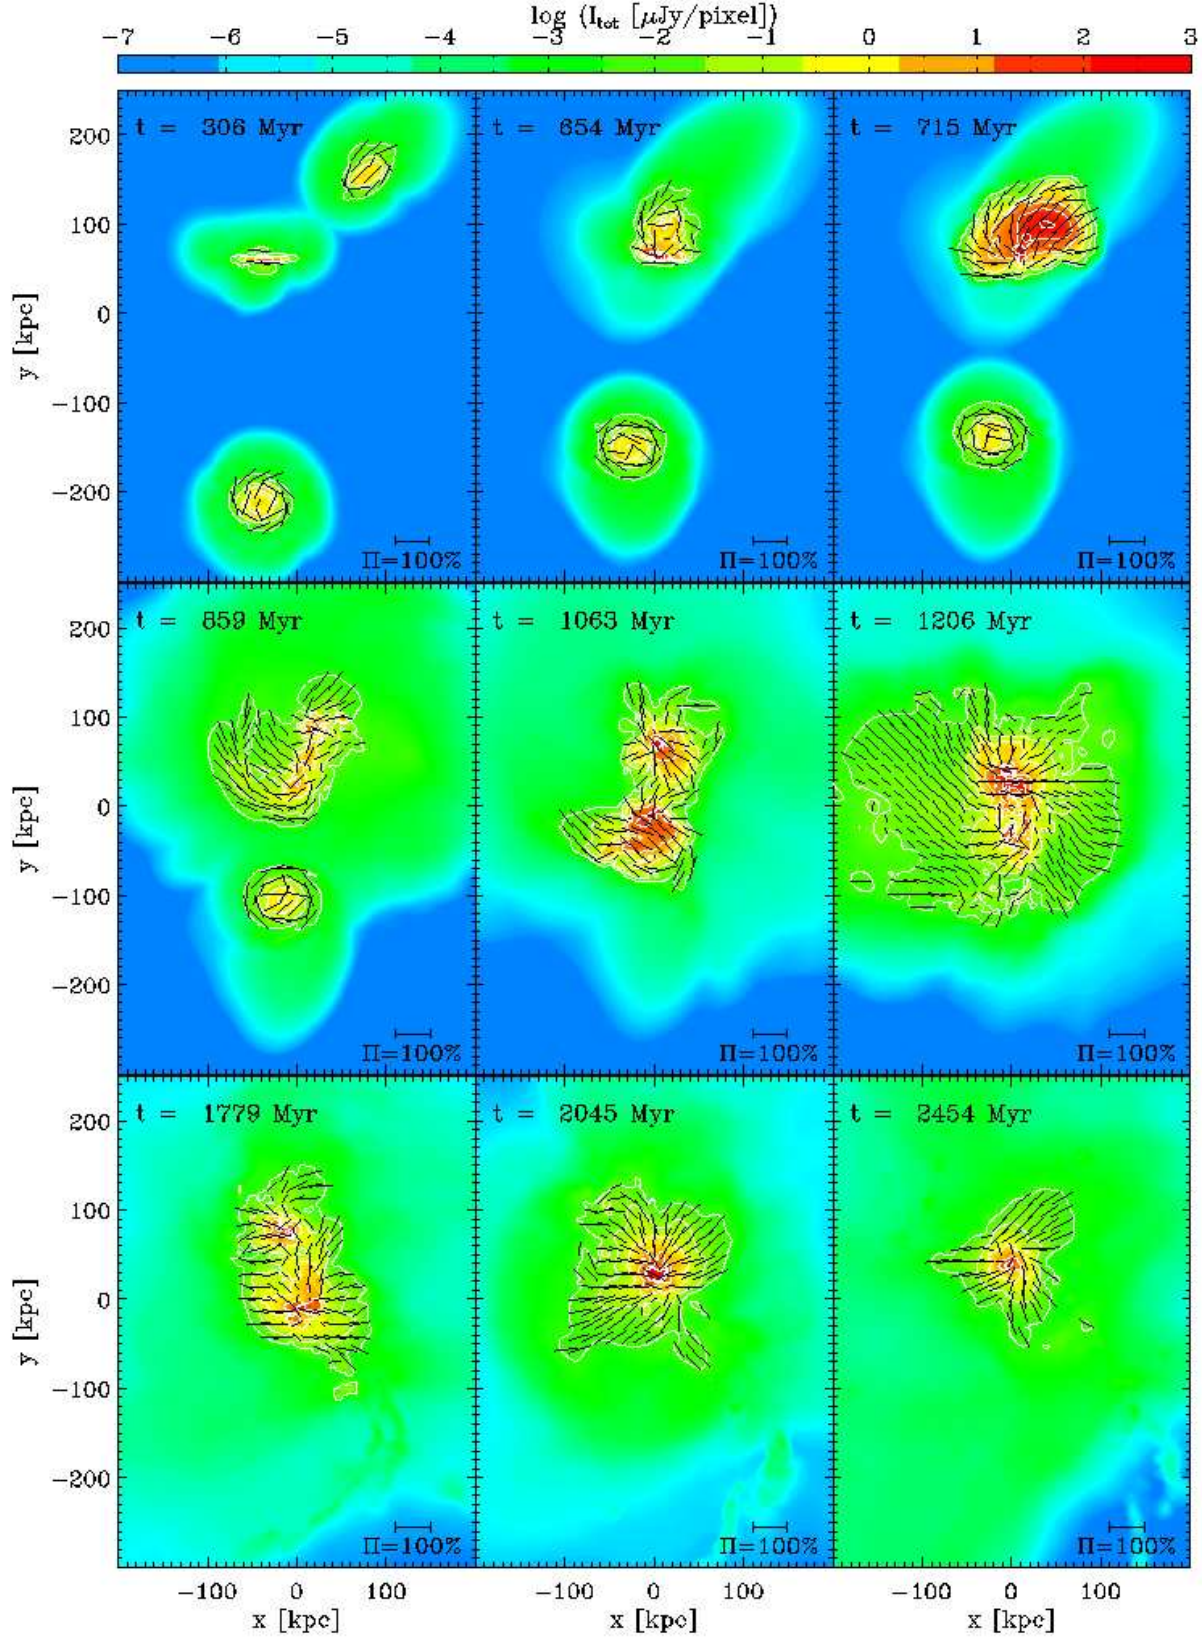 log (I_tot [μJy/pixel])
−7 −6 −5 −4 −3 −2 −1 0 1 2 3
t = 306 Myr
t = 654 Myr
t = 715 Myr
200
100
0
−100
−200
y [kpc]
Π=100%
Π=100%
Π=100%
t = 859 Myr
t = 1063 Myr
t = 1206 Myr
200
100
0
−100
−200
y [kpc]
Π=100%
Π=100%
Π=100%
t = 1779 Myr
t = 2045 Myr
t = 2454 Myr
200
100
0
−100
−200
y [kpc]
Π=100%
Π=100%
Π=100%
−100 0 100
−100 0 100
−100 0 100
x [kpc]
x [kpc]
x [kpc]